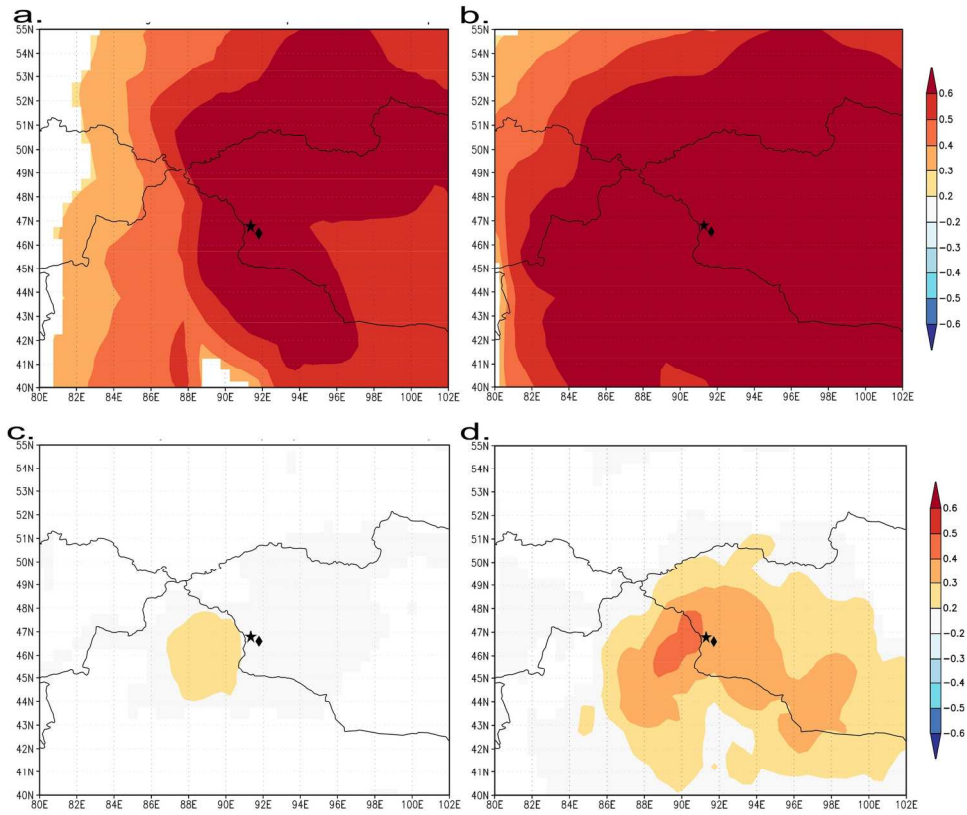 a.
55N
54N
53N
52N
51N
50N
49N
48N
47N
46N
45N
44N
43N
42N
41N
40N
80E 82E 84E 86E 88E 90E 92E 94E 96E 98E 100E 102E
b.
55N
54N
53N
52N
51N
50N
49N
48N
47N
46N
45N
44N
43N
42N
41N
40N
80E 82E 84E 86E 88E 90E 92E 94E 96E 98E 100E 102E
0.6
0.5
0.4
0.3
0.2
−0.2
−0.3
−0.4
−0.5
−0.6
c.
55N
54N
53N
52N
51N
50N
49N
48N
47N
46N
45N
44N
43N
42N
41N
40N
80E 82E 84E 86E 88E 90E 92E 94E 96E 98E 100E 102E
d.
55N
54N
53N
52N
51N
50N
49N
48N
47N
46N
45N
44N
43N
42N
41N
40N
80E 82E 84E 86E 88E 90E 92E 94E 96E 98E 100E 102E
0.6
0.5
0.4
0.3
0.2
−0.2
−0.3
−0.4
−0.5
−0.6